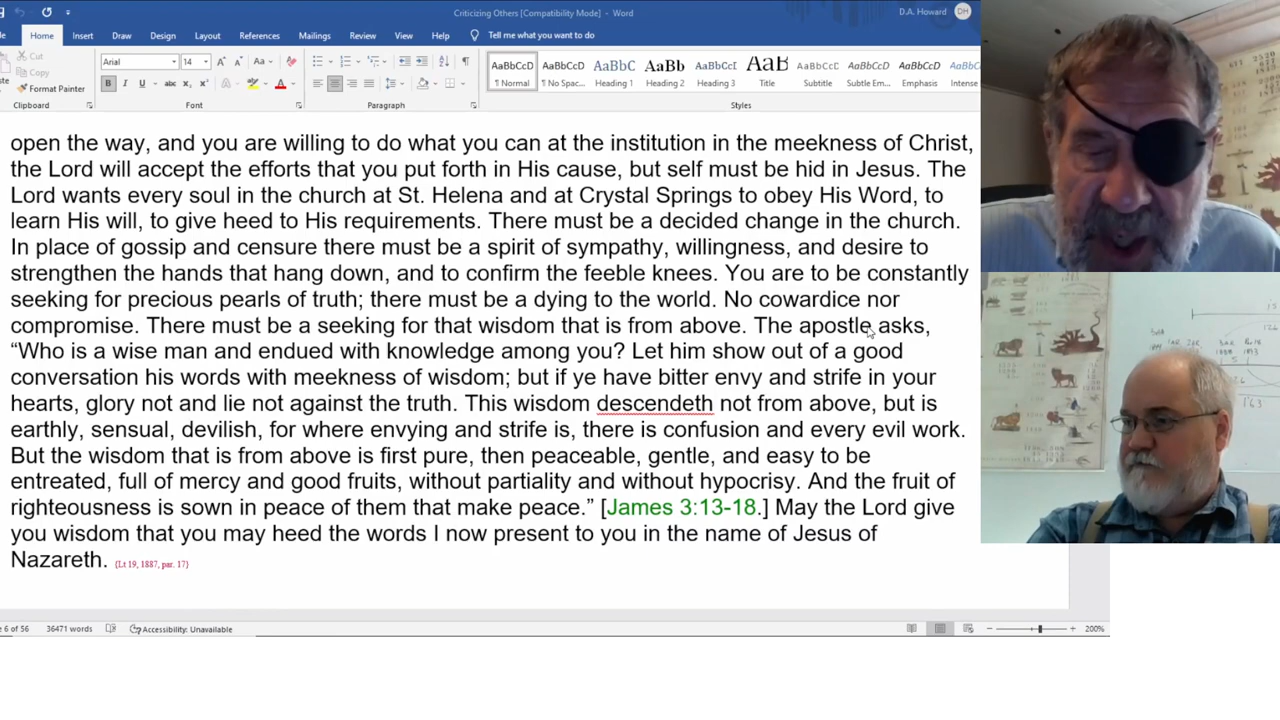 Criticizing Others [Compatibility Mode] - Word
D.A. Howard
DH
Home Insert Draw Design Layout References Mailings Review View Help Tell me what you want to do
Cut
Copy
Format Painter
Arial 14
B I U abc X₂ X²
Aa
AaBbCcD AaBbCcD AaBbC AaBb AaBbCcI AaB AaBbCcD AaBbCcD AaBbCcD
¶ Normal ¶ No Spac... Heading 1 Heading 2 Heading 3 Title Subtitle Subtle Em... Emphasis Intense
Clipboard Font Paragraph Styles
open the way, and you are willing to do what you can at the institution in the meekness of Christ,
the Lord will accept the efforts that you put forth in His cause, but self must be hid in Jesus. The
Lord wants every soul in the church at St. Helena and at Crystal Springs to obey His Word, to
learn His will, to give heed to His requirements. There must be a decided change in the church.
In place of gossip and censure there must be a spirit of sympathy, willingness, and desire to
strengthen the hands that hang down, and to confirm the feeble knees. You are to be constantly
seeking for precious pearls of truth; there must be a dying to the world. No cowardice nor
compromise. There must be a seeking for that wisdom that is from above. The apostle asks,
“Who is a wise man and endued with knowledge among you? Let him show out of a good
conversation his words with meekness of wisdom; but if ye have bitter envy and strife in your
hearts, glory not and lie not against the truth. This wisdom descendeth not from above, but is
earthly, sensual, devilish, for where envying and strife is, there is confusion and every evil work.
But the wisdom that is from above is first pure, then peaceable, gentle, and easy to be
entreated, full of mercy and good fruits, without partiality and without hypocrisy. And the fruit of
righteousness is sown in peace of them that make peace.” [James 3:13-18.] May the Lord give
you wisdom that you may heed the words I now present to you in the name of Jesus of
Nazareth. {Lt 19, 1887, par. 17}
6 of 56 36471 words Accessibility: Unavailable 200%